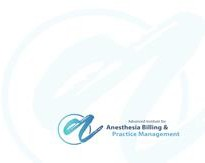 Advanced Institute for
Anesthesia Billing &
Practice Management